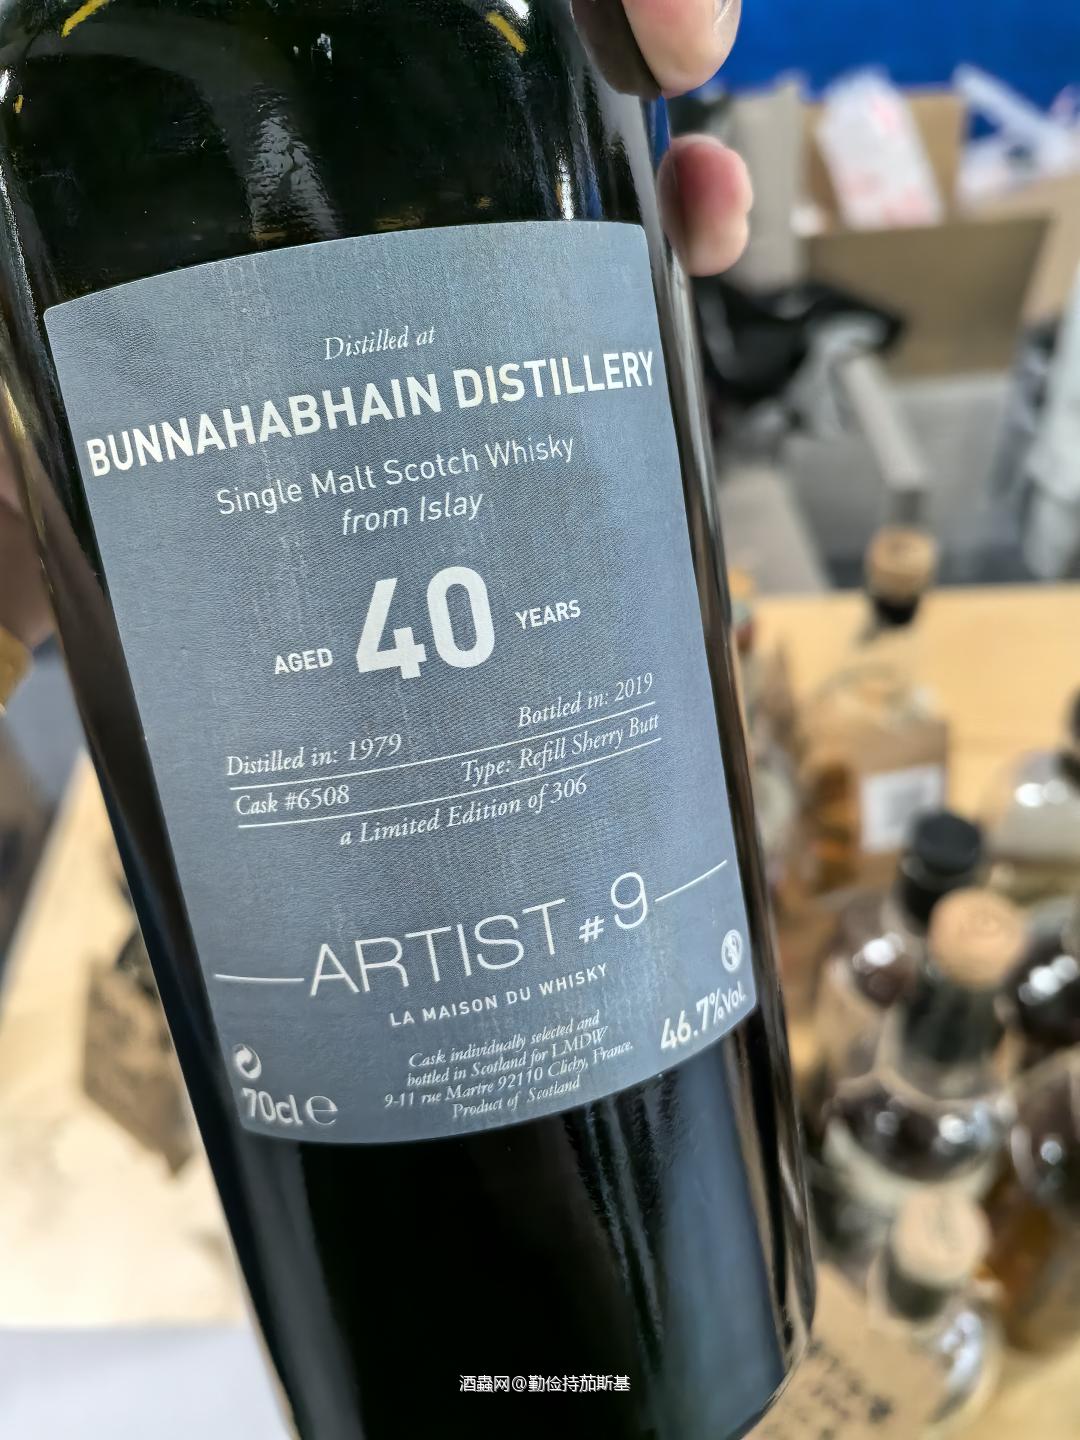 Distilled at
BUNNAHABHAIN DISTILLERY
Single Malt Scotch Whisky
from Islay
AGED 40 YEARS
Distilled in: 1979 Bottled in: 2019
Cask #6508 Type: Refill Sherry Butt
a Limited Edition of 306
ARTIST #9
LA MAISON DU WHISKY
Cask individually selected and
bottled in Scotland for LMDW
9-11 rue Martre 92110 Clichy, France.
Product of Scotland
70cl e
46.7%Vol.
酒蟲网@勤俭持茄斯基